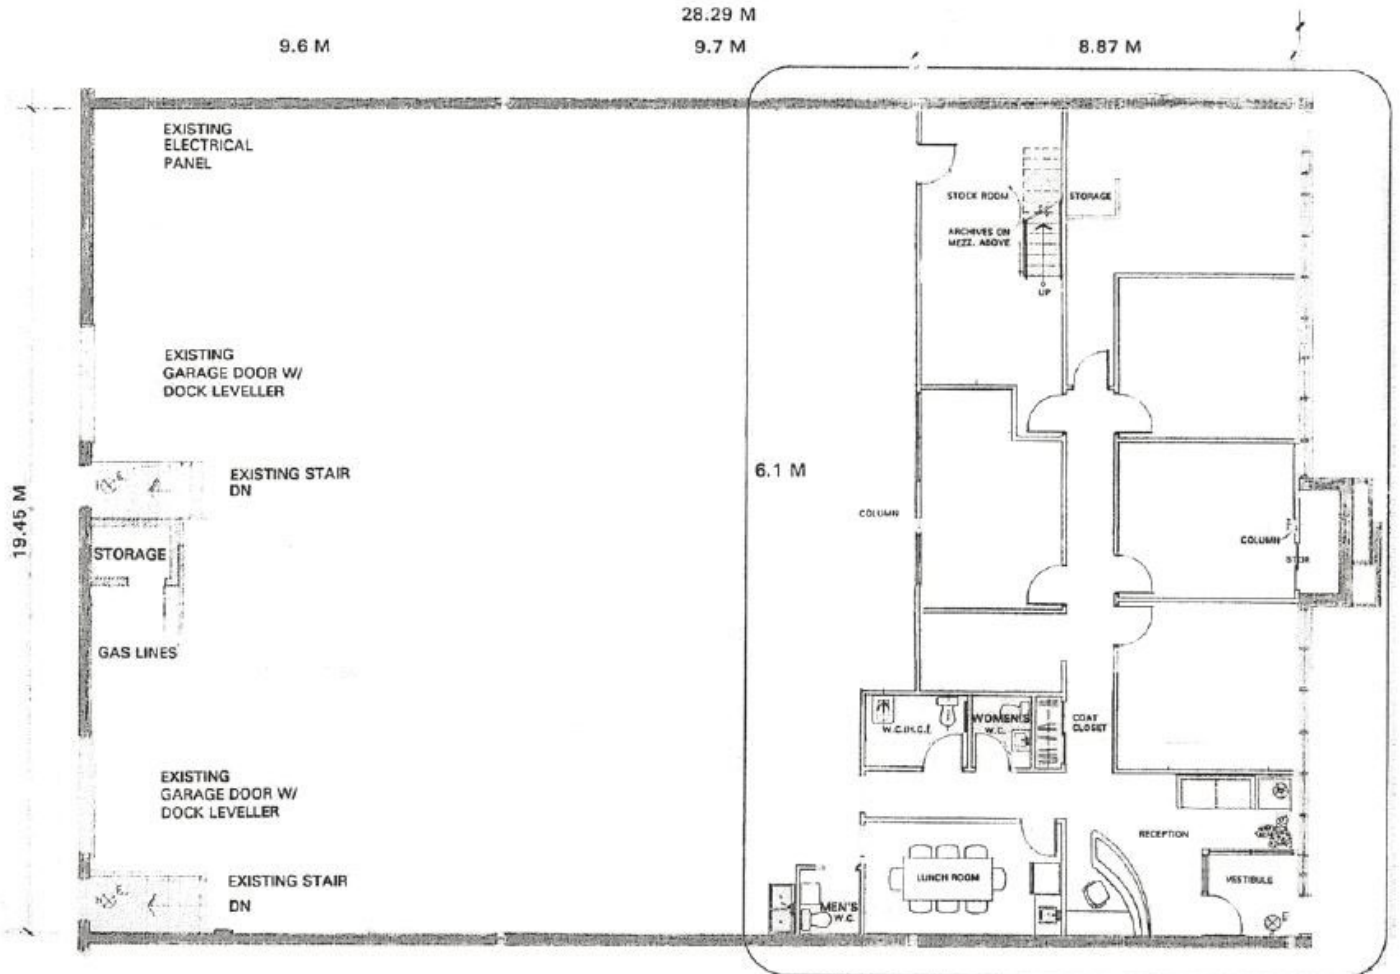 28.29 M
9.6 M
9.7 M
8.87 M
EXISTING
ELECTRICAL
PANEL
STOCK ROOM
STORAGE
ARCHIVES ON
MEZZ. ABOVE
UP
EXISTING
GARAGE DOOR W/
DOCK LEVELLER
EXISTING STAIR
DN
6.1 M
19.45 M
COLUMN
COLUMN
STOR
STORAGE
GAS LINES
W.C.(H.C.)
WOMEN'S
W.C.
COAT
CLOSET
EXISTING
GARAGE DOOR W/
DOCK LEVELLER
RECEPTION
EXISTING STAIR
DN
LUNCH ROOM
VESTIBULE
MEN'S
W.C.
E
E
E